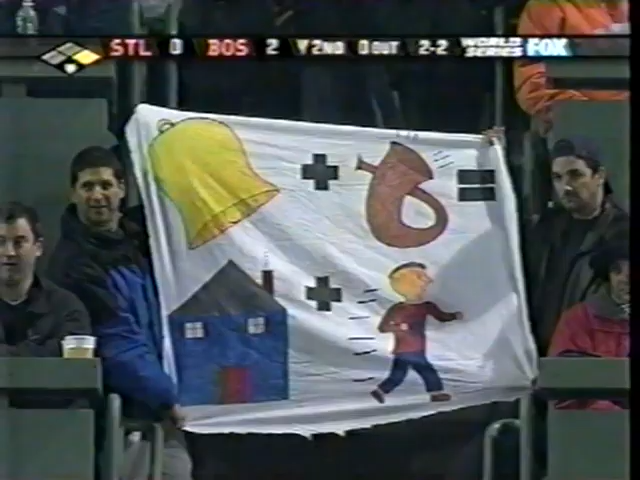 STL 0 BOS 2 ▼2ND 0 OUT 2-2 WORLD SERIES FOX
+ =
+